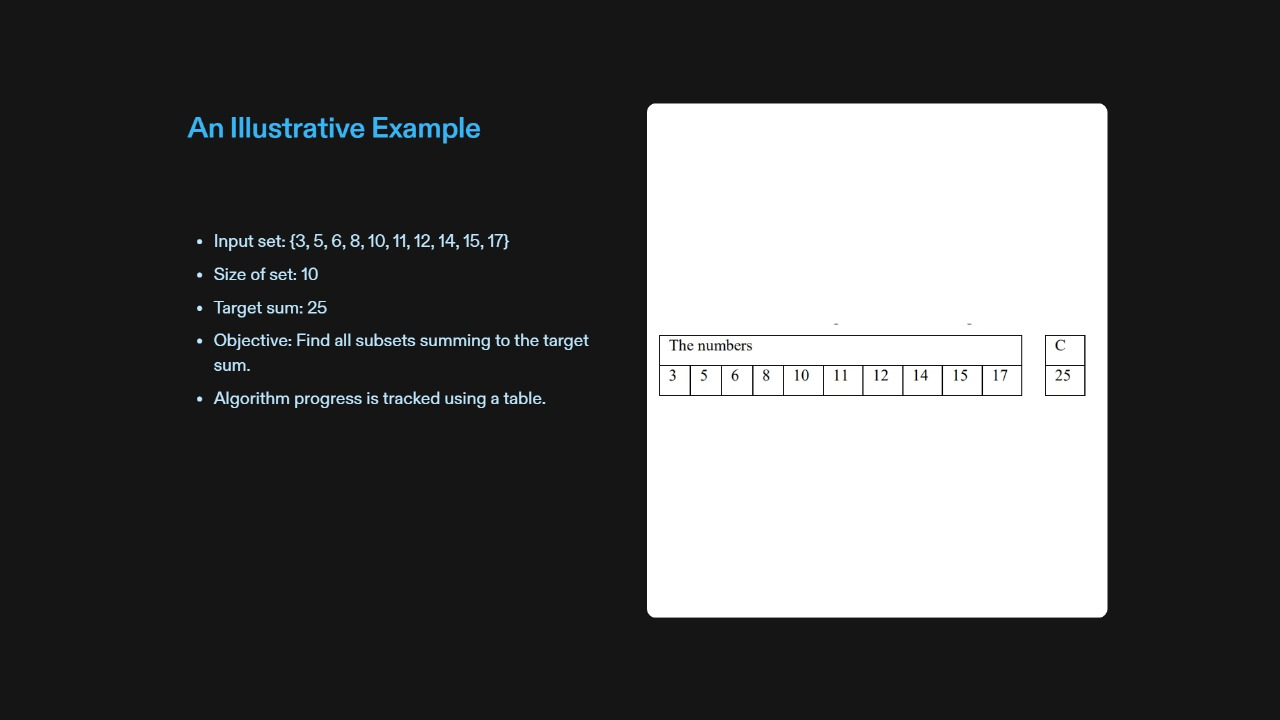 An Illustrative Example
• Input set: {3, 5, 6, 8, 10, 11, 12, 14, 15, 17}
• Size of set: 10
• Target sum: 25
• Objective: Find all subsets summing to the target
sum.
• Algorithm progress is tracked using a table.
The numbers
3 5 6 8 10 11 12 14 15 17
C
25